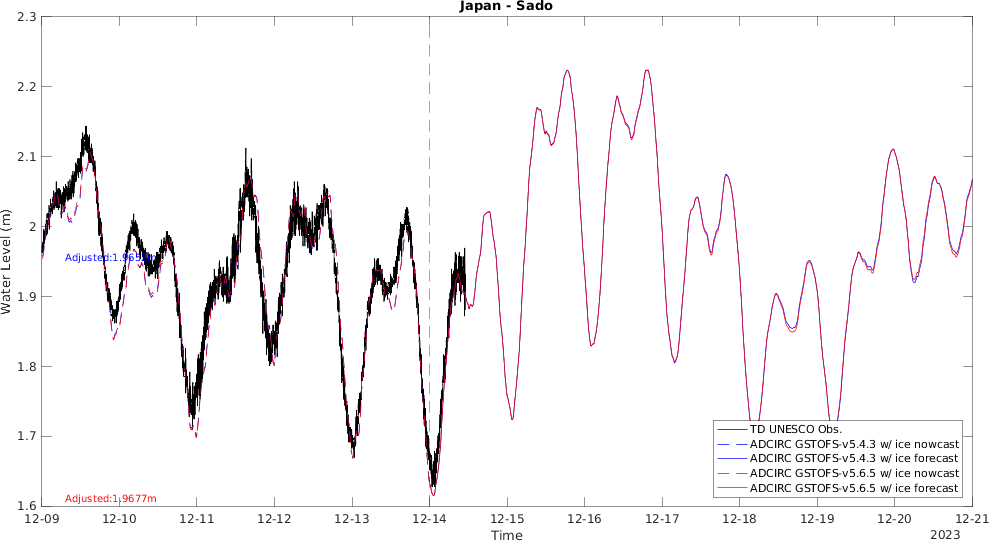 Japan - Sado
2.3
2.2
2.1
2
1.9
1.8
1.7
1.6
Water Level (m)
Adjusted:1.9677m
TD UNESCO Obs.
ADCIRC GSTOFS-v5.4.3 w/ ice nowcast
ADCIRC GSTOFS-v5.4.3 w/ ice forecast
ADCIRC GSTOFS-v5.6.5 w/ ice nowcast
ADCIRC GSTOFS-v5.6.5 w/ ice forecast
12-09 12-10 12-11 12-12 12-13 12-14 12-15 12-16 12-17 12-18 12-19 12-20 12-21
Time
2023